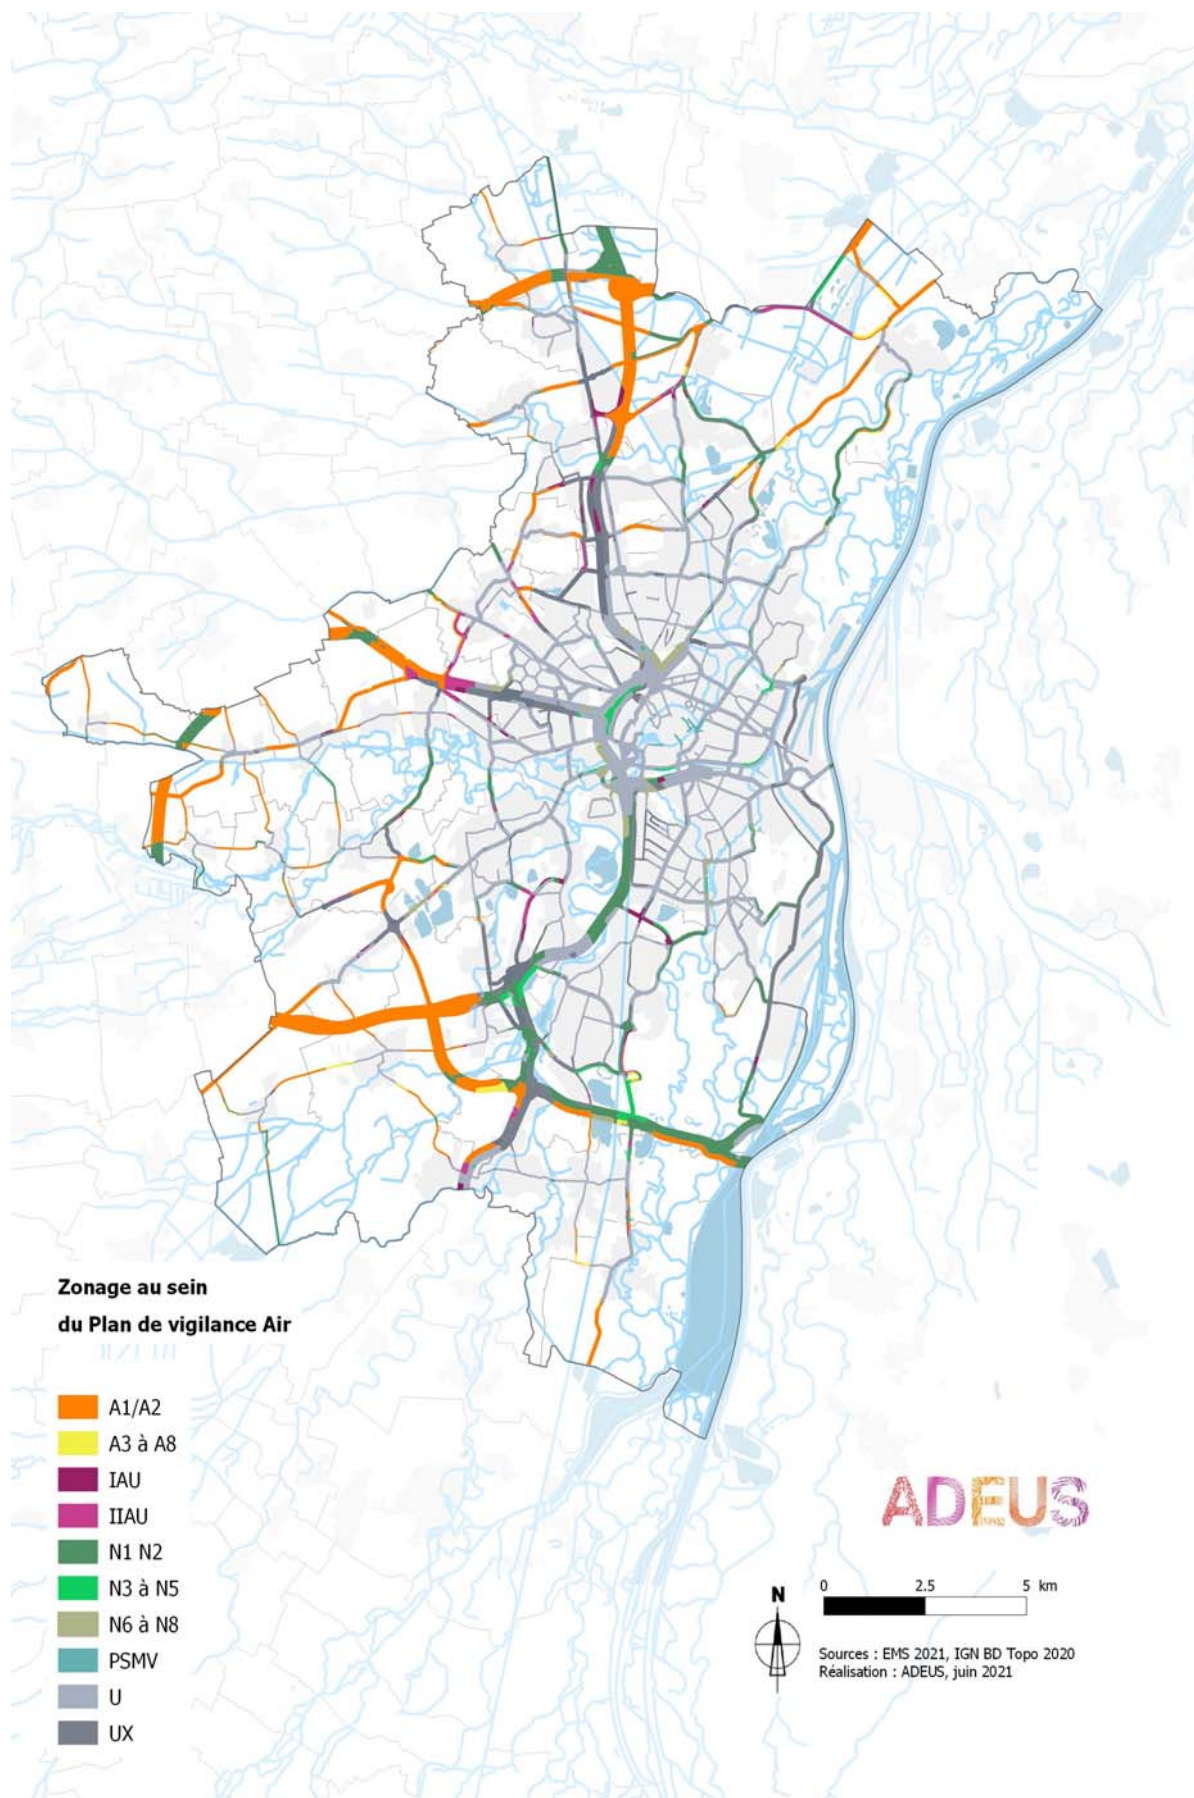 Zonage au sein
du Plan de vigilance Air
A1/A2
A3 à A8
IAU
IIAU
N1 N2
N3 à N5
N6 à N8
PSMV
U
UX
ADEUS
N
0 2.5 5 km
Sources : EMS 2021, IGN BD Topo 2020
Réalisation : ADEUS, juin 2021